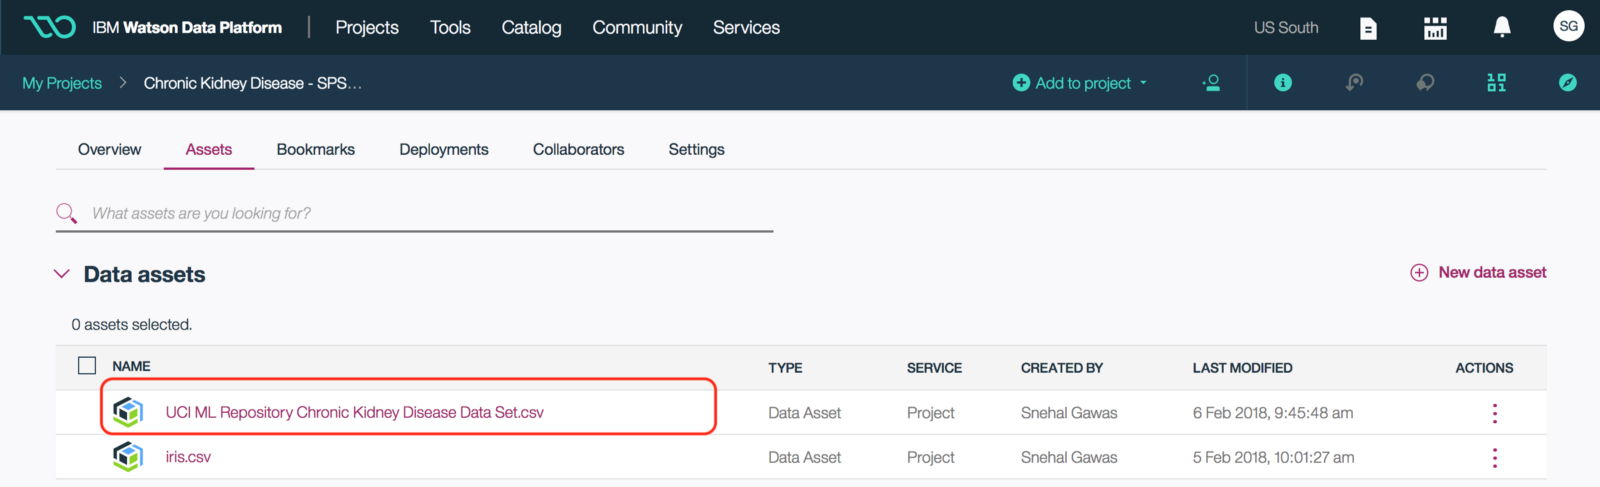 IBM Watson Data Platform | Projects Tools Catalog Community Services US South SG
My Projects > Chronic Kidney Disease - SPS... Add to project
Overview Assets Bookmarks Deployments Collaborators Settings
What assets are you looking for?
Data assets New data asset
0 assets selected.
NAME TYPE SERVICE CREATED BY LAST MODIFIED ACTIONS
UCI ML Repository Chronic Kidney Disease Data Set.csv Data Asset Project Snehal Gawas 6 Feb 2018, 9:45:48 am
iris.csv Data Asset Project Snehal Gawas 5 Feb 2018, 10:01:27 am